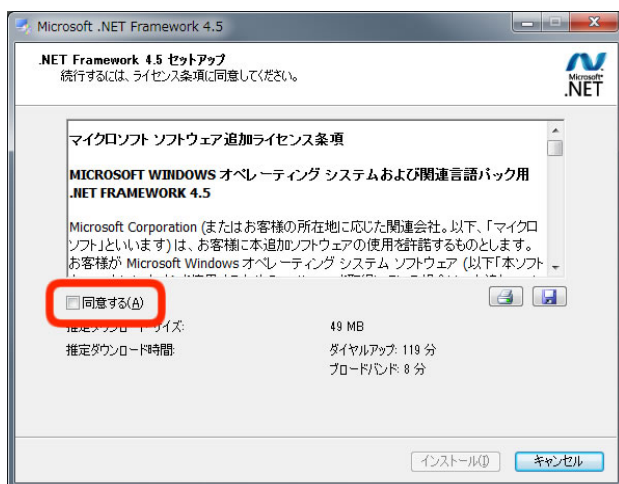 Microsoft .NET Framework 4.5
.NET Framework 4.5 セットアップ
続行するには、ライセンス条項に同意してください。
Microsoft®
.NET
マイクロソフト ソフトウェア追加ライセンス条項
MICROSOFT WINDOWS オペレーティング システムおよび関連言語パック用
.NET FRAMEWORK 4.5
Microsoft Corporation (またはお客様の所在地に応じた関連会社。以下、「マイクロ
ソフト」といいます) は、お客様に本追加ソフトウェアの使用を許諾するものとします。
お客様が Microsoft Windows オペレーティング システム ソフトウェア (以下「本ソフト
同意する(A)
推定ダウンロード サイズ:
49 MB
推定ダウンロード時間:
ダイヤルアップ: 119 分
ブロードバンド: 8 分
インストール(I)
キャンセル